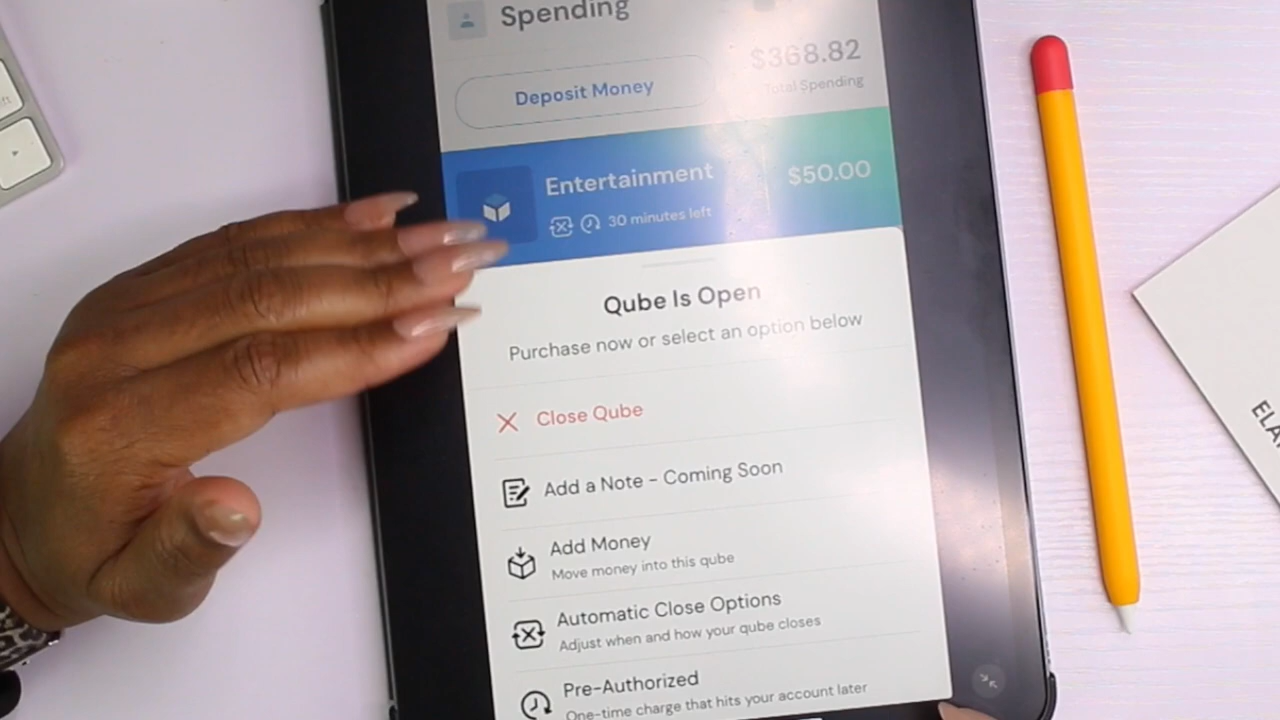 Spending
$368.82
Deposit Money
Total Spending
Entertainment
$50.00
30 minutes left
Qube Is Open
Purchase now or select an option below
Close Qube
Add a Note - Coming Soon
Add Money
Move money into this qube
Automatic Close Options
Adjust when and how your qube closes
Pre-Authorized
One-time charge that hits your account later